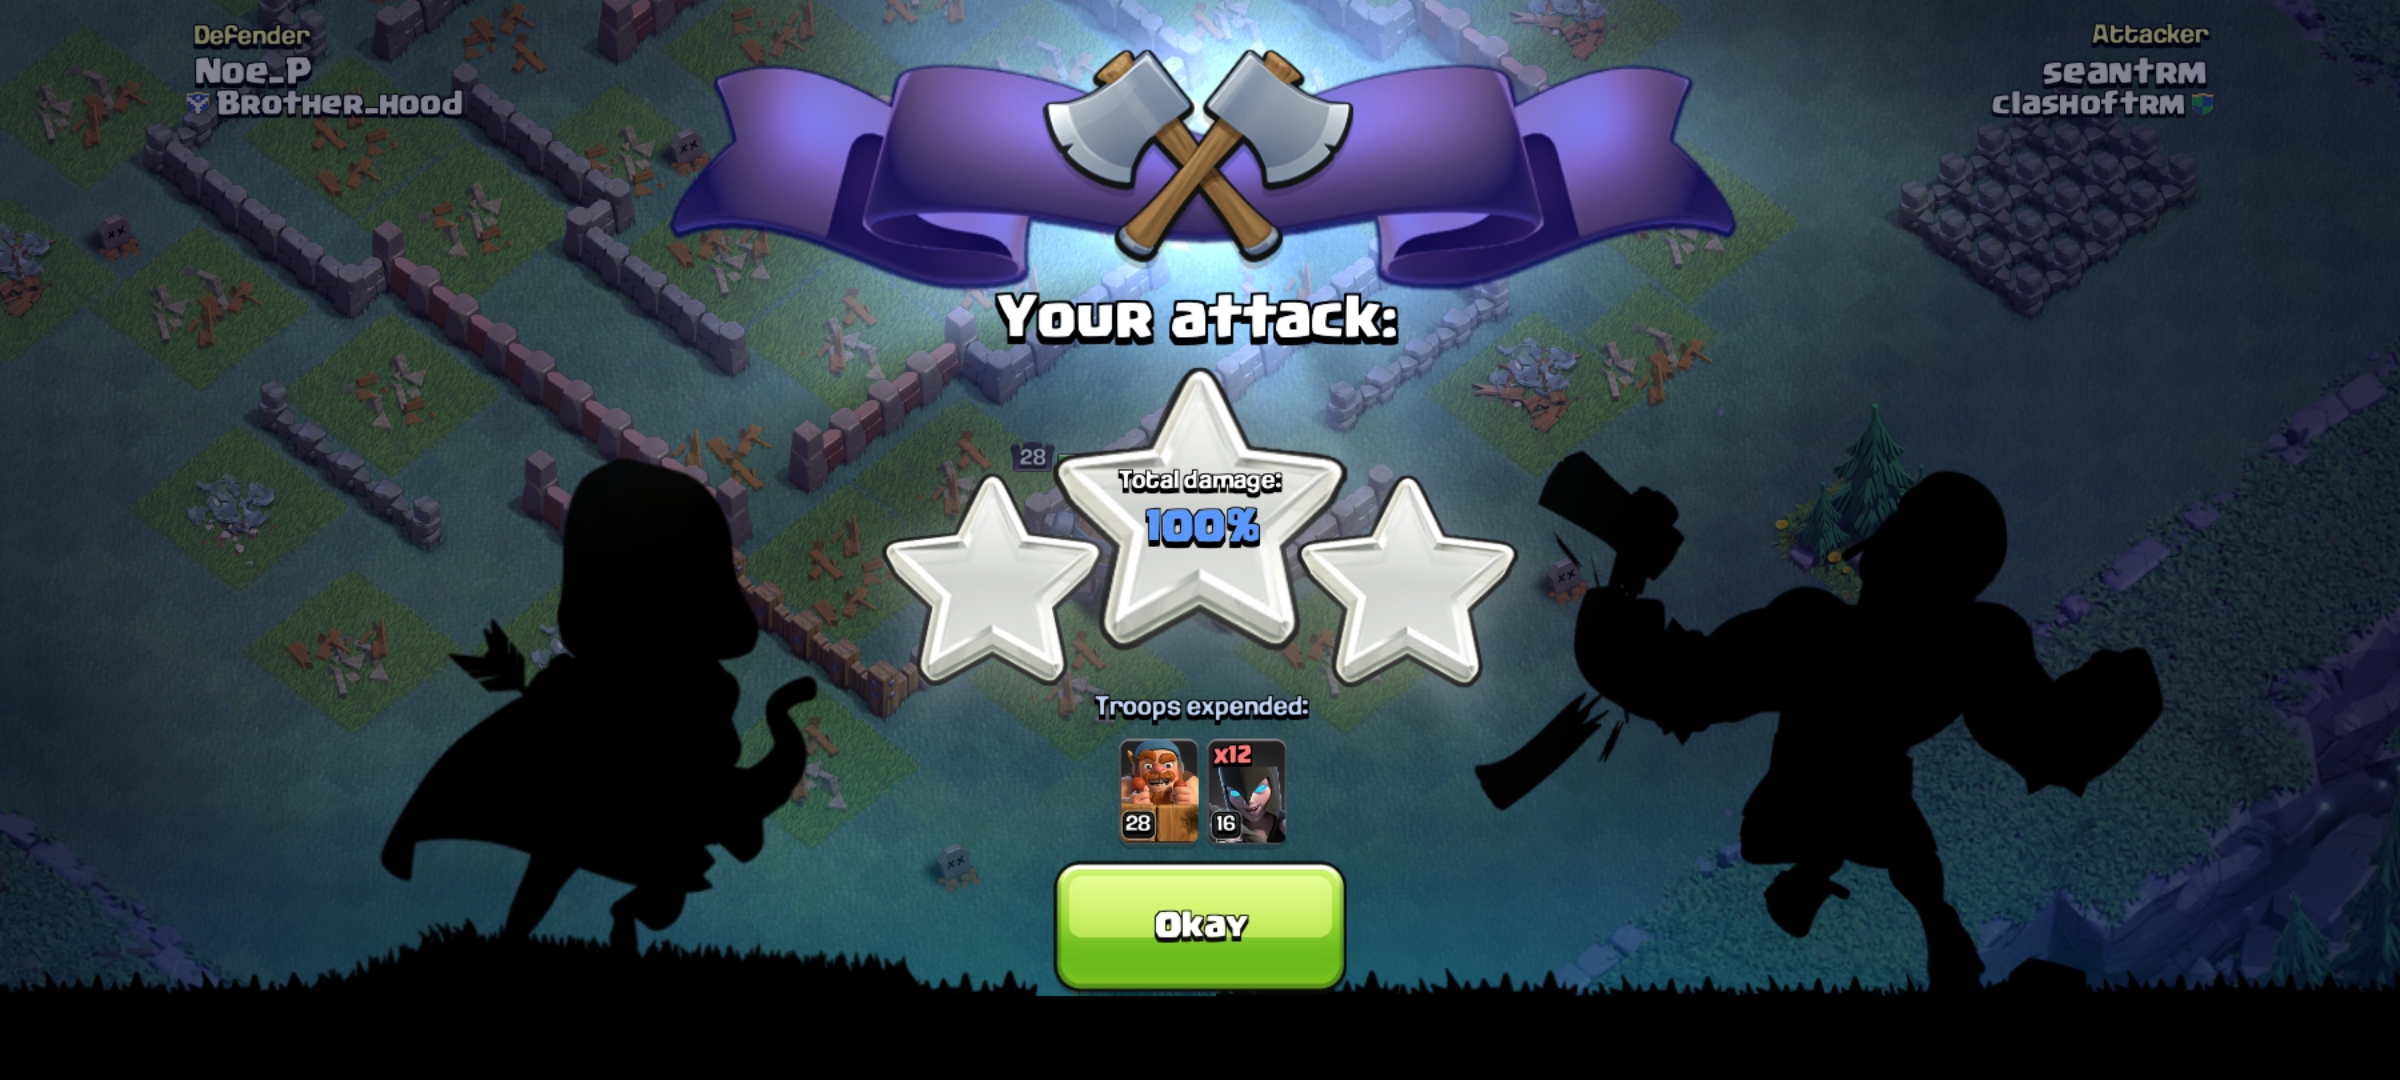 Defender
Noe_P
Brother_hood
Attacker
seantrm
clashoftrm
Your attack:
28
Total damage:
100%
Troops expended:
x12
28
16
Okay